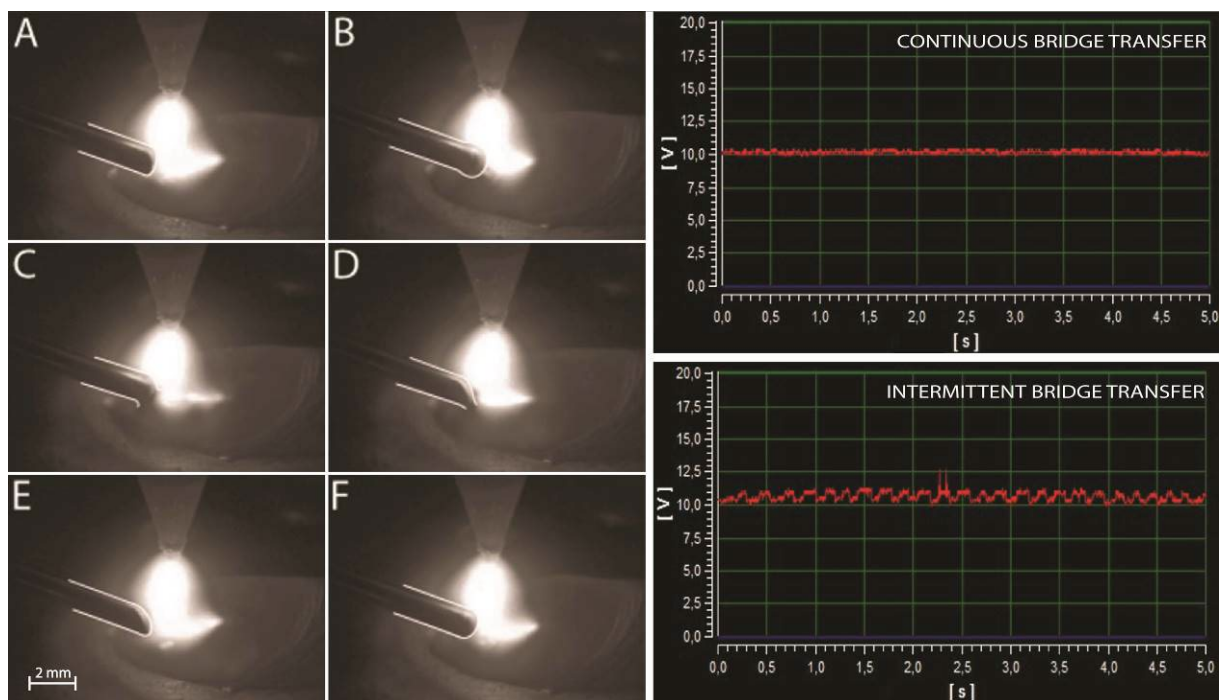 A
B
C
D
E
F
2 mm
CONTINUOUS BRIDGE TRANSFER
[ V ]
20,0
17,5
15,0
12,5
10,0
7,5
5,0
2,5
0,0
0,0 0,5 1,0 1,5 2,0 2,5 3,0 3,5 4,0 4,5 5,0
[ s ]
INTERMITTENT BRIDGE TRANSFER
[ V ]
20,0
17,5
15,0
12,5
10,0
7,5
5,0
2,5
0,0
0,0 0,5 1,0 1,5 2,0 2,5 3,0 3,5 4,0 4,5 5,0
[ s ]